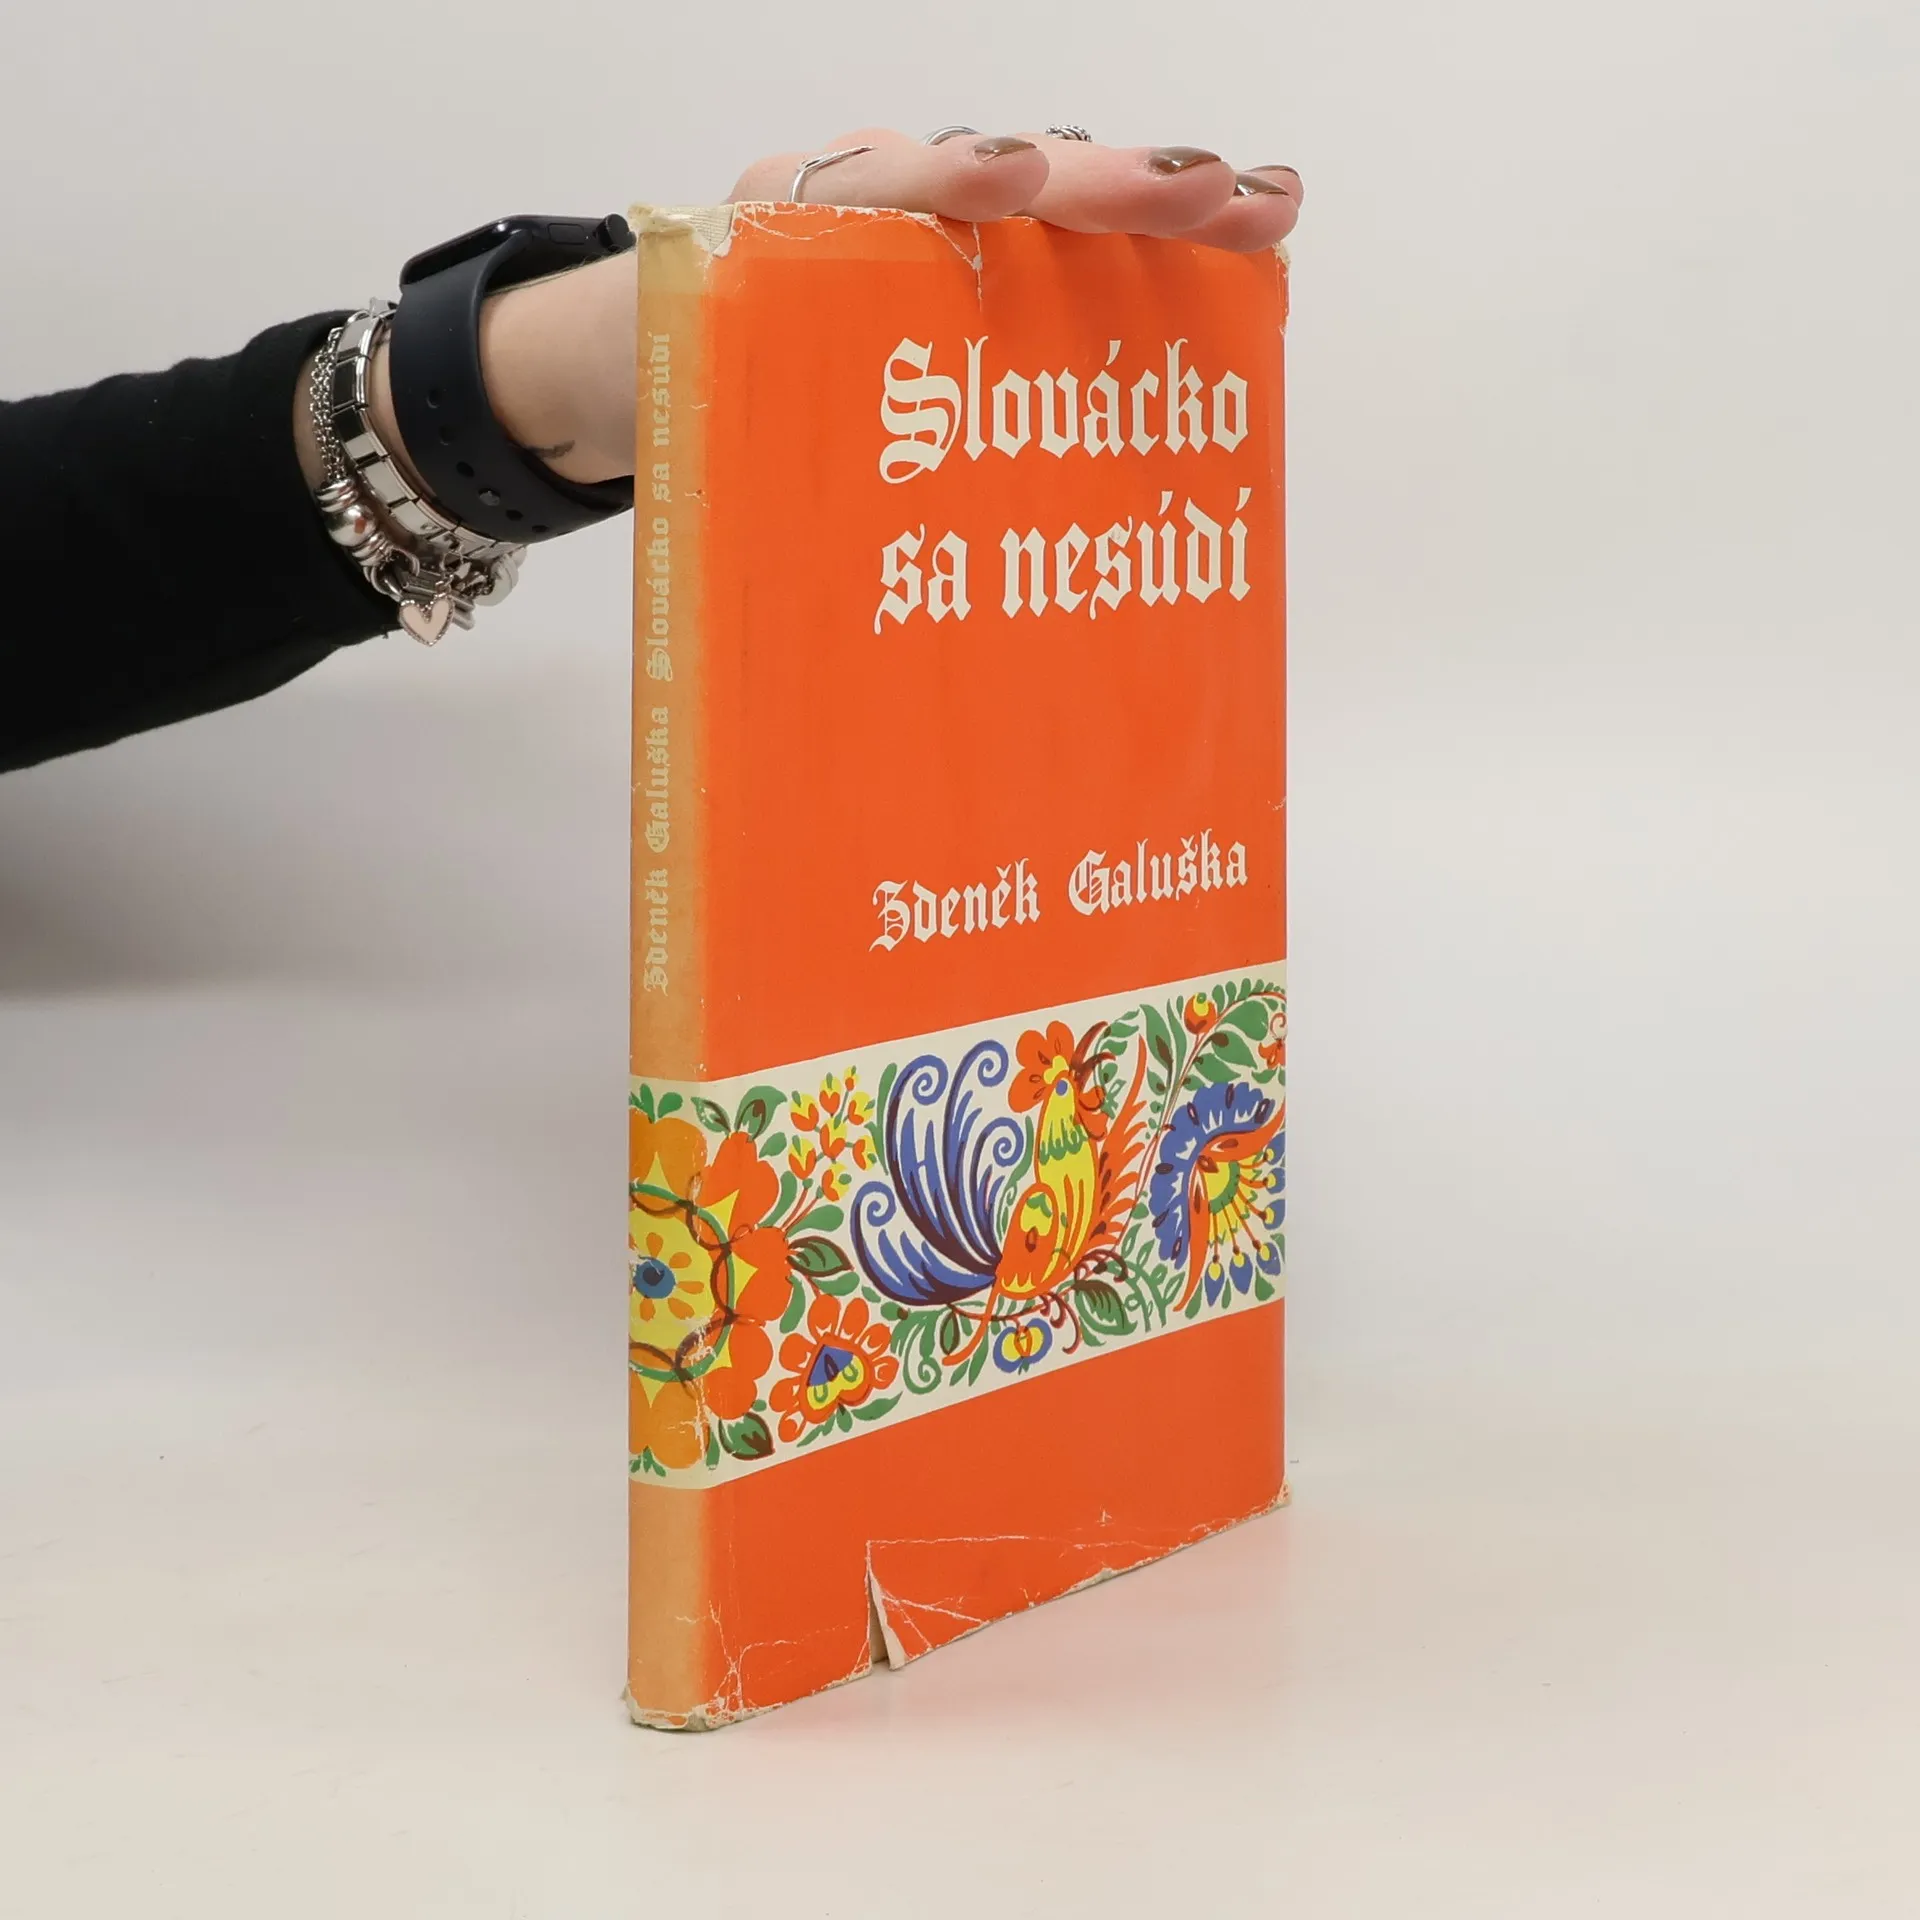 Slovácko
sa nesúdí
Zdeněk Galuška
Zdeněk Galuška Slovácko sa nesúdí